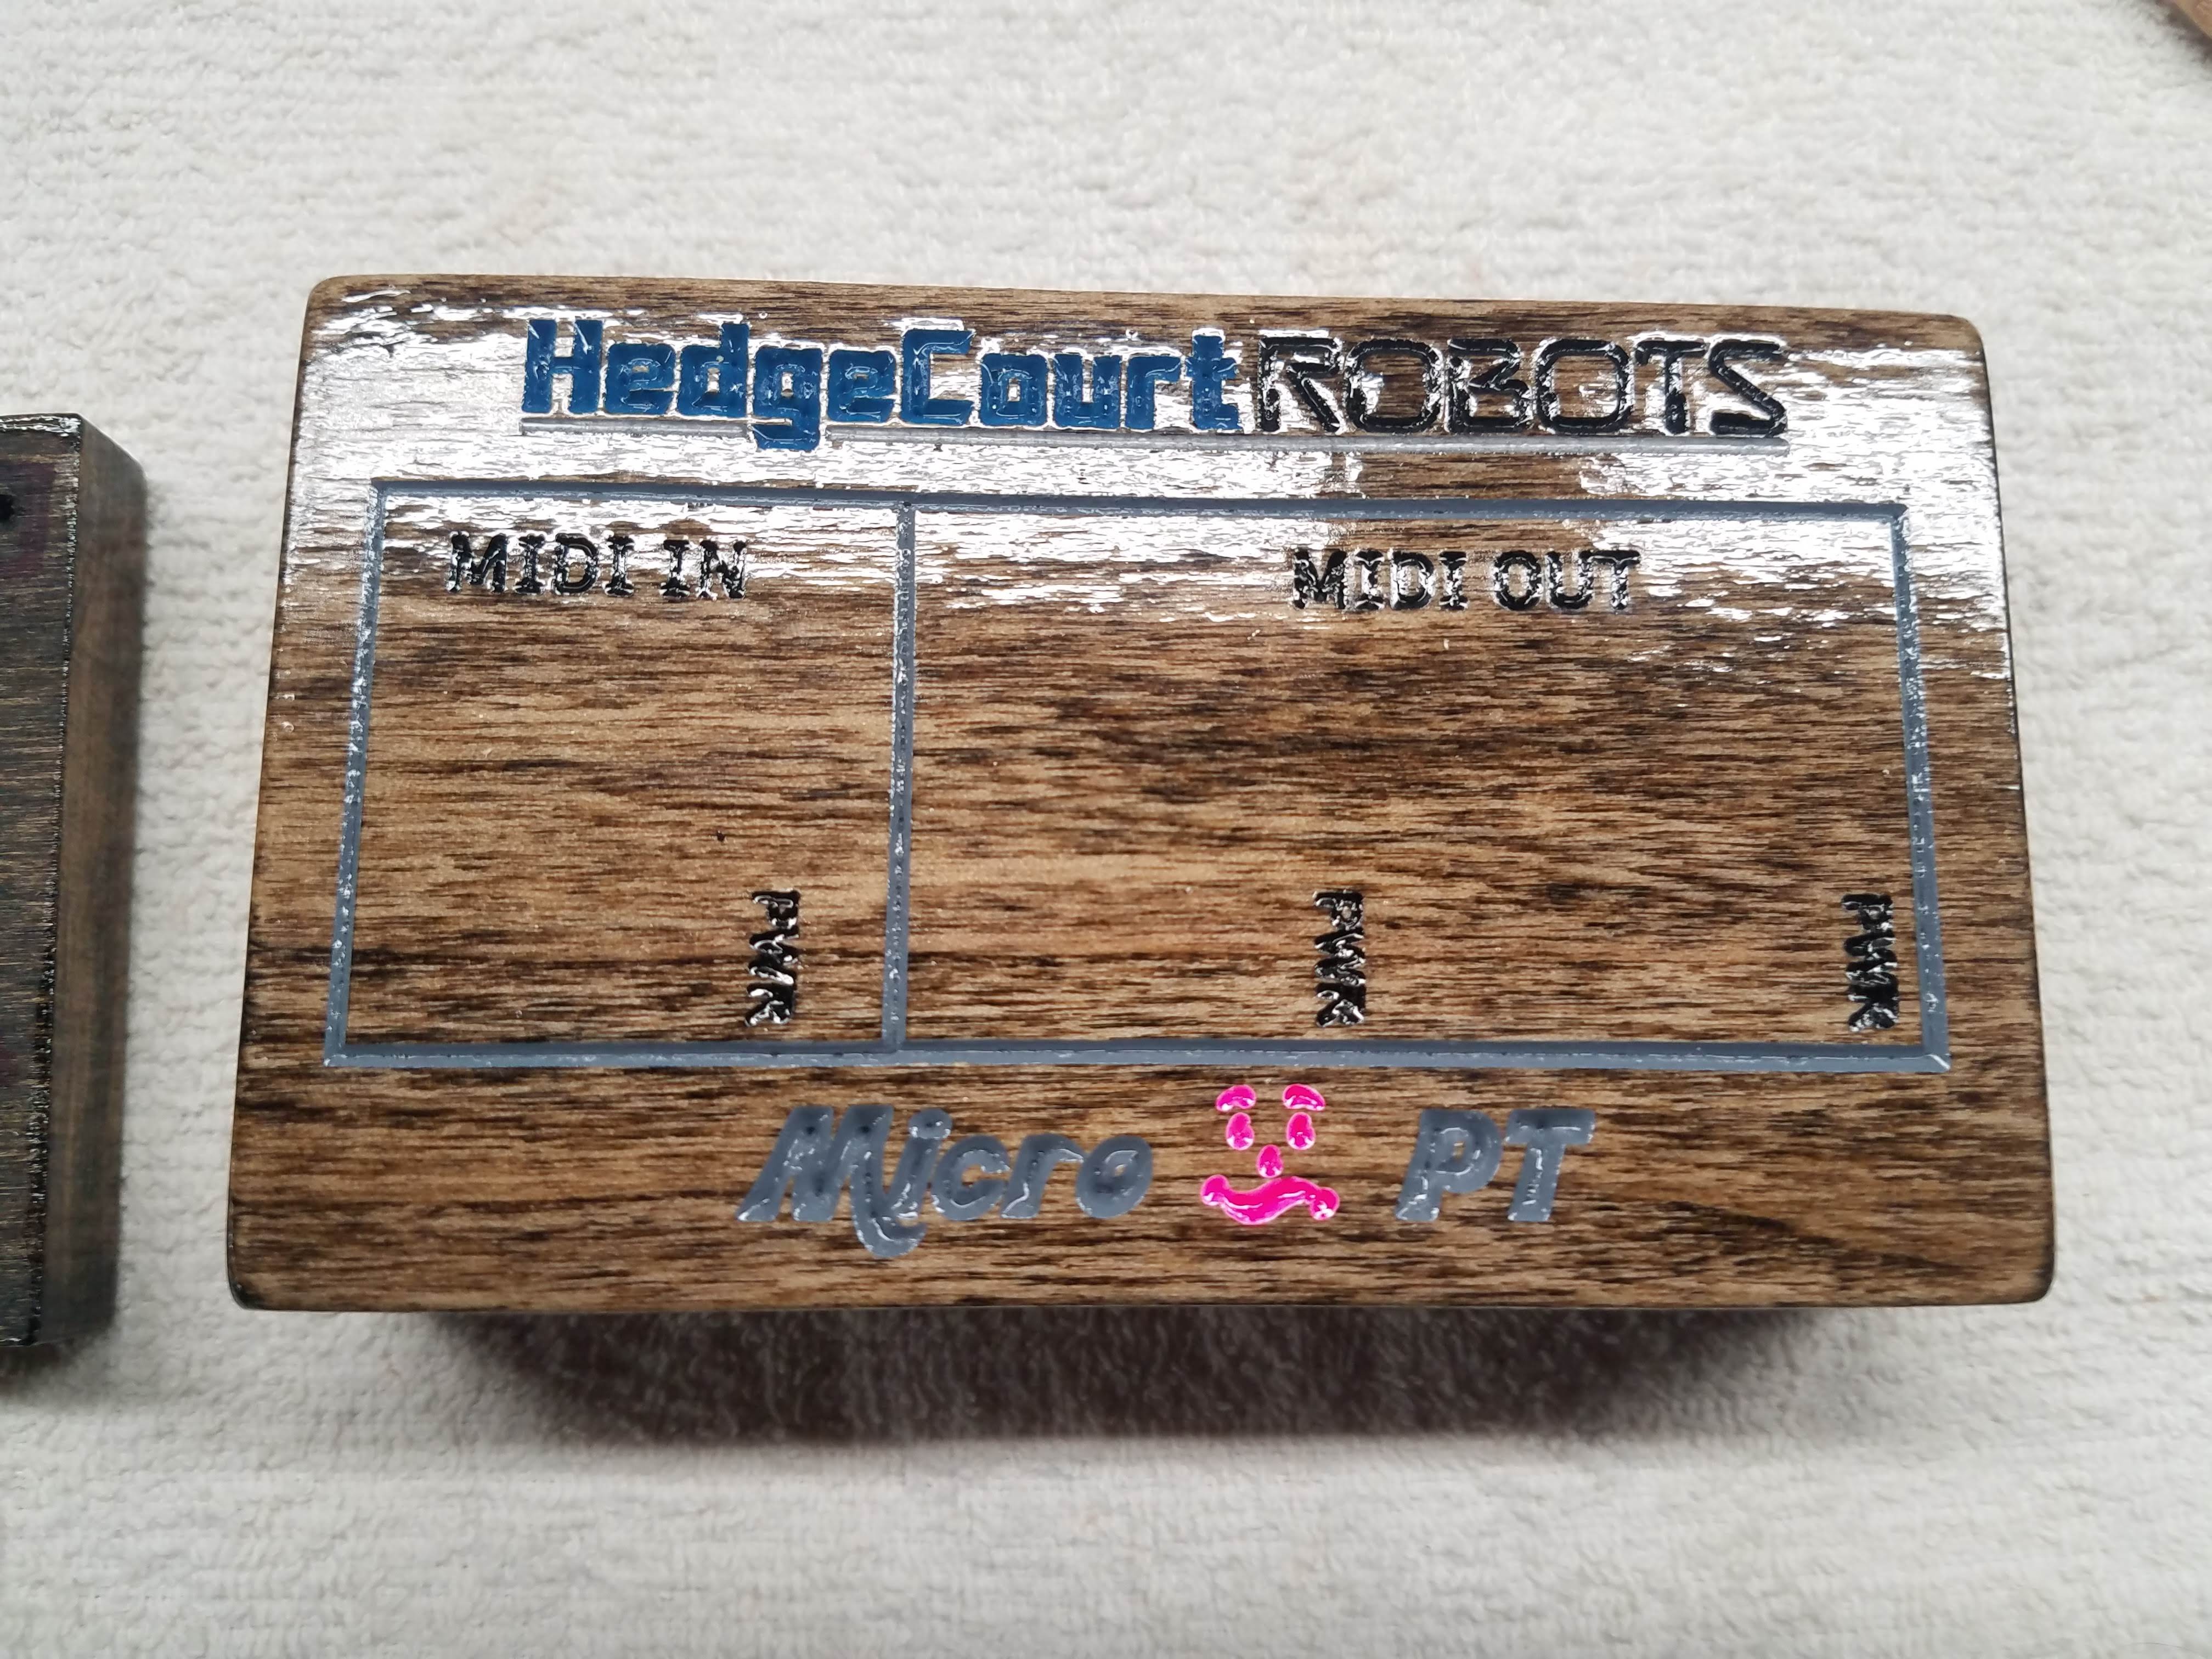 HedgeCourtROBOTS
MIDI IN
MIDI OUT
PWR
PWR
PWR
Micro PT